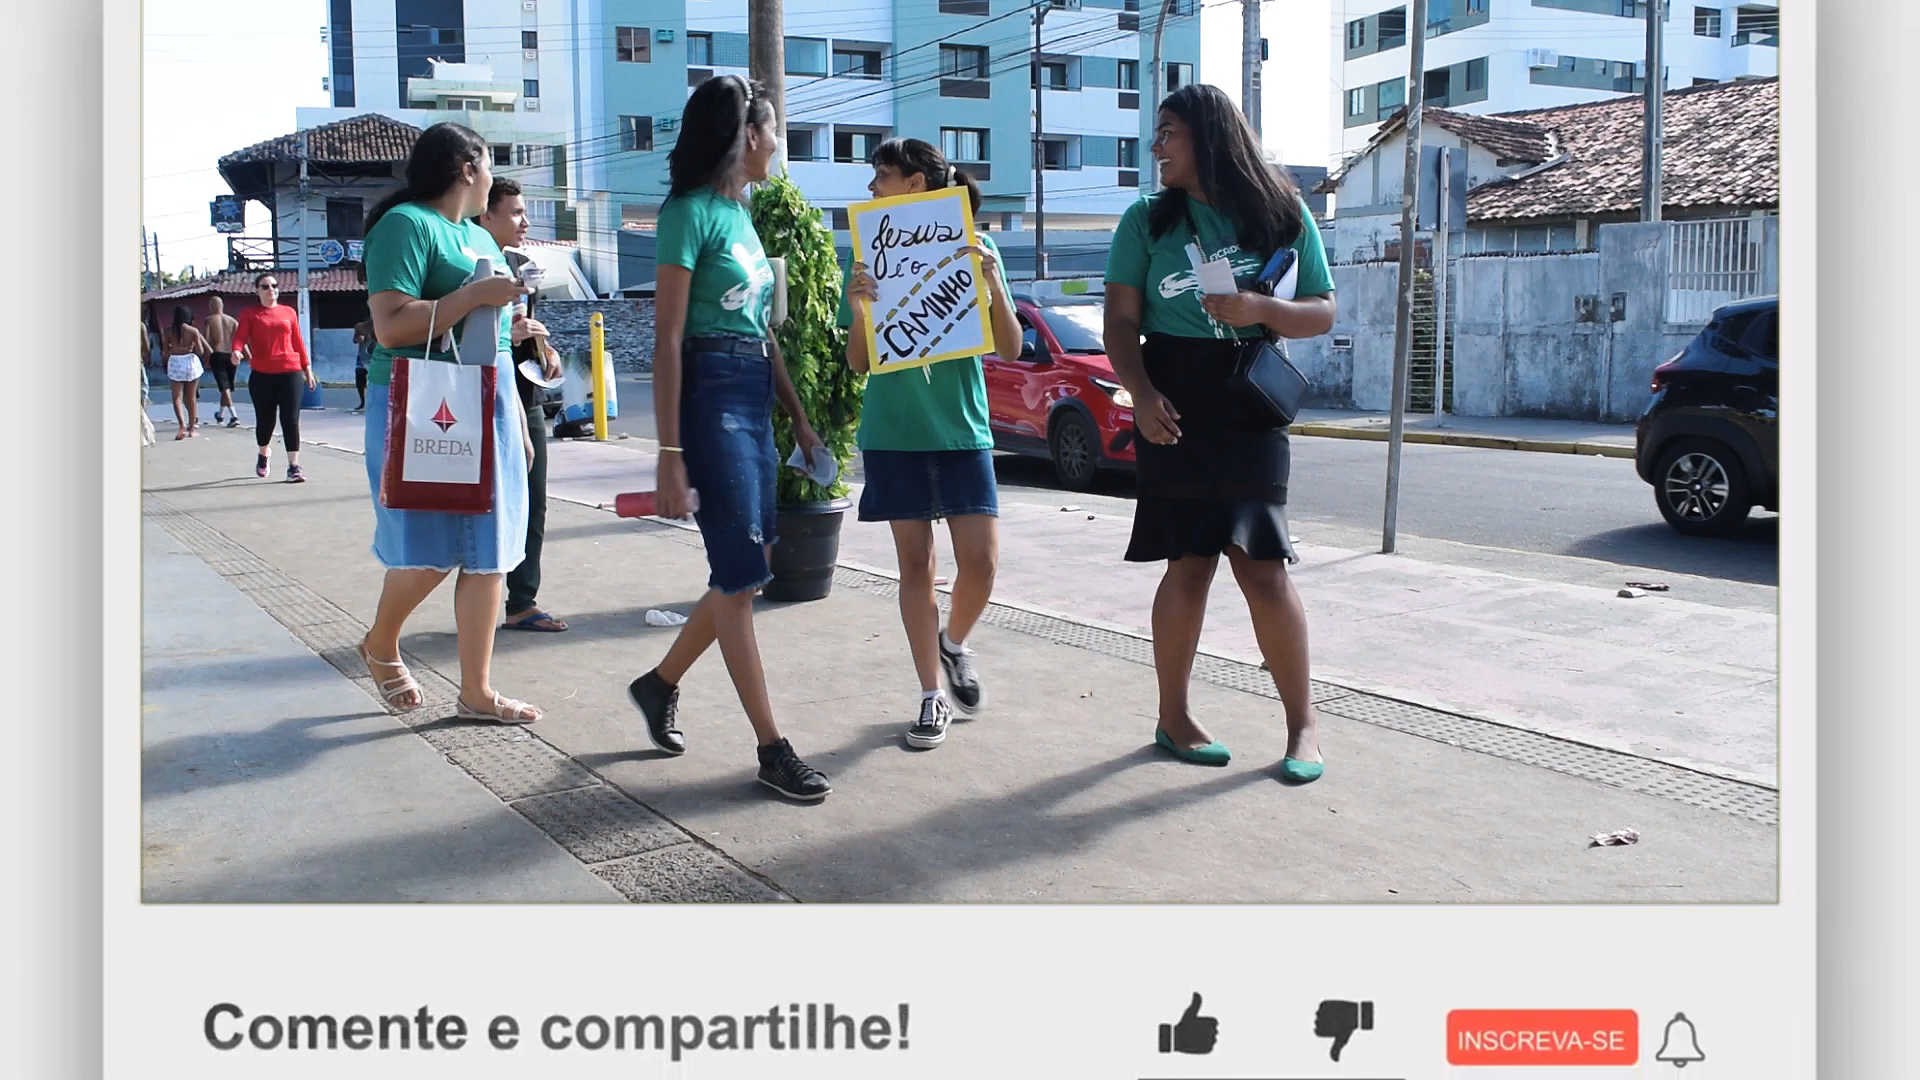 Jesus
é o
CAMINHO
BREDA
Comente e compartilhe!
INSCREVA-SE